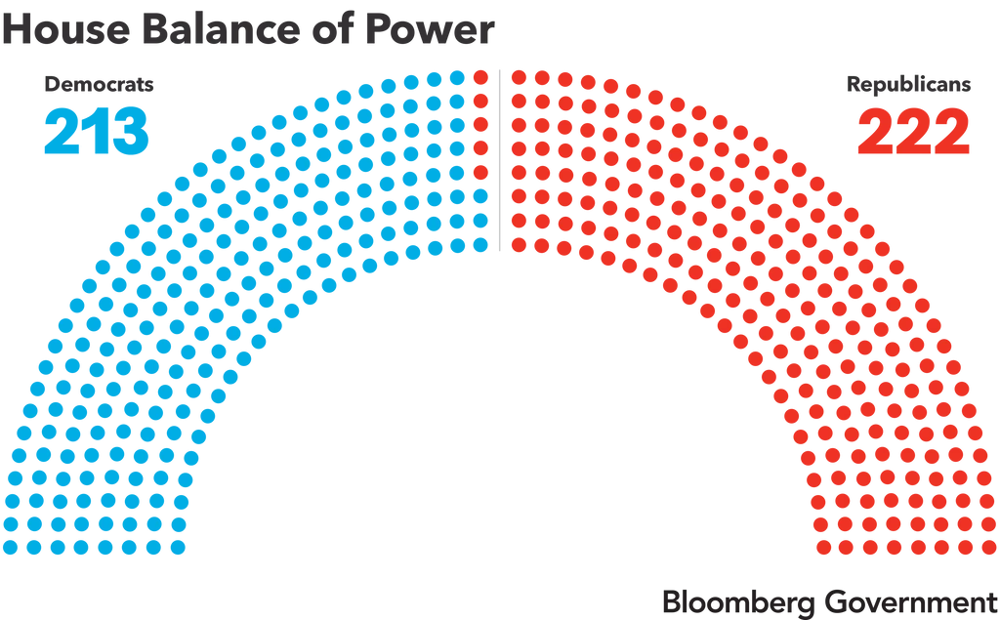 House Balance of Power
Democrats
213
Republicans
222
Bloomberg Government